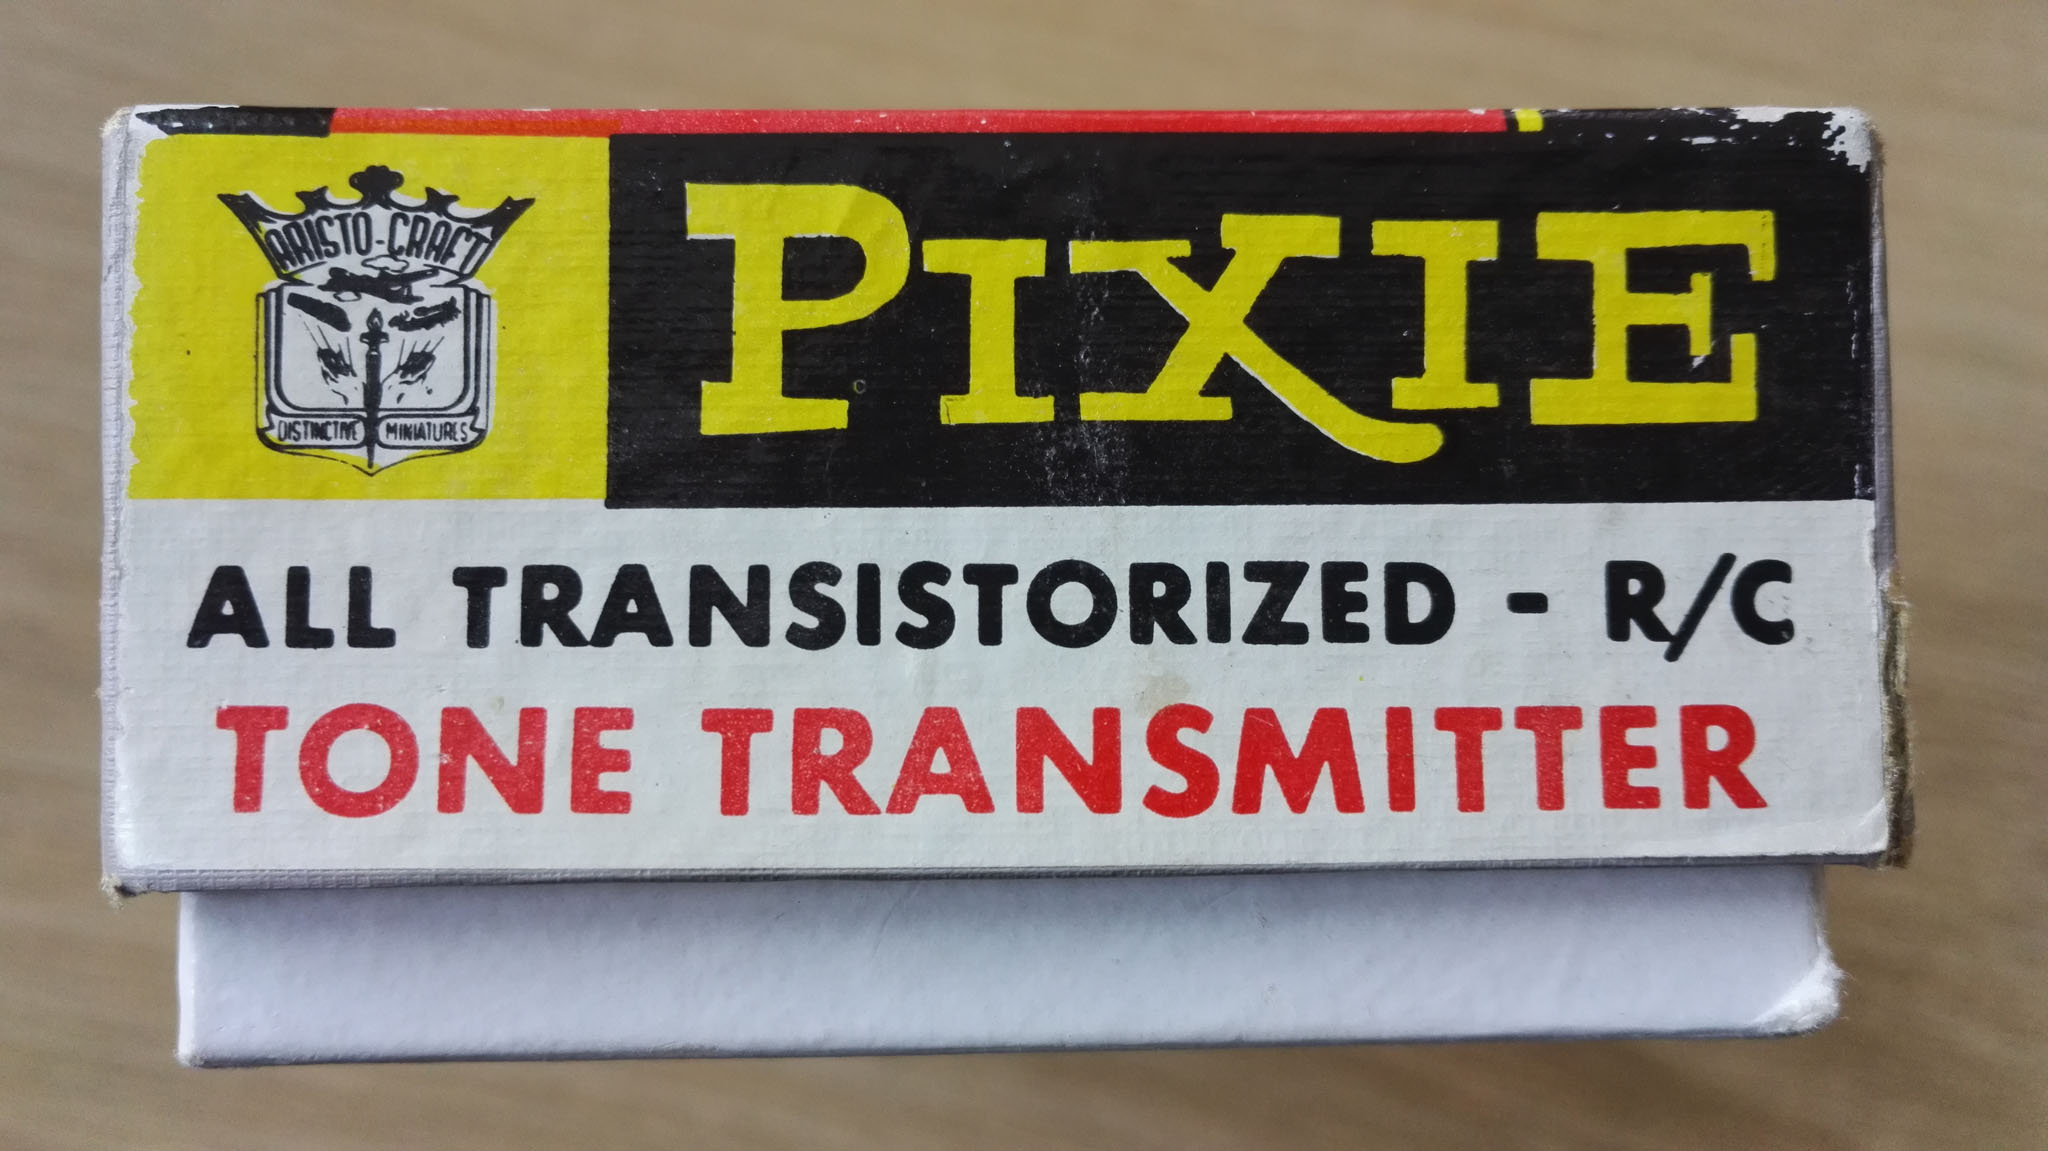 ARISTO-CRAFT
DISTINCTIVE MINIATURES
PIXIE
ALL TRANSISTORIZED - R/C
TONE TRANSMITTER